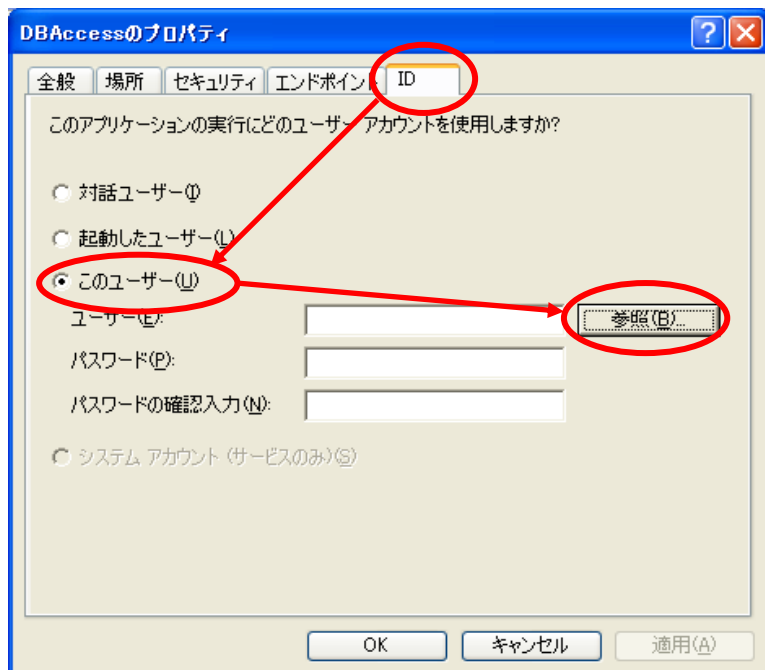 DBAccessのプロパティ
全般 場所 セキュリティ エンドポイント ID
このアプリケーションの実行にどのユーザー アカウントを使用しますか?
対話ユーザー(I)
起動したユーザー(L)
このユーザー(U)
ユーザー(E):
参照(B)...
パスワード(P):
パスワードの確認入力(N):
システム アカウント (サービスのみ)(S)
OK キャンセル 適用(A)